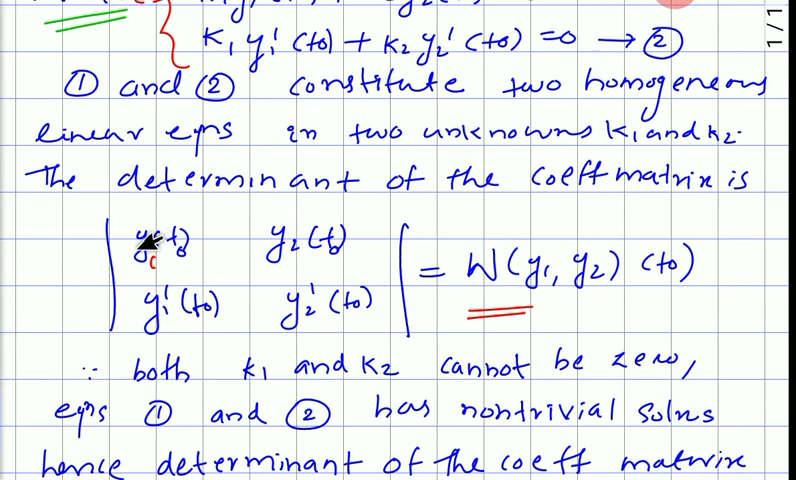 K₁ y₁' (t₀) + K₂ y₂' (t₀) = 0 → ②
1/1
① and ② constitute two homogeneous
linear eqns in two unknowns K₁ and K₂.
The determinant of the coeff matrix is
| y₁(t₀) y₂(t₀) |
| y₁'(t₀) y₂'(t₀) | = W(y₁, y₂) (t₀)
∵ both K₁ and K₂ cannot be zero,
eqns ① and ② has nontrivial solns
hence determinant of the coeff matrix